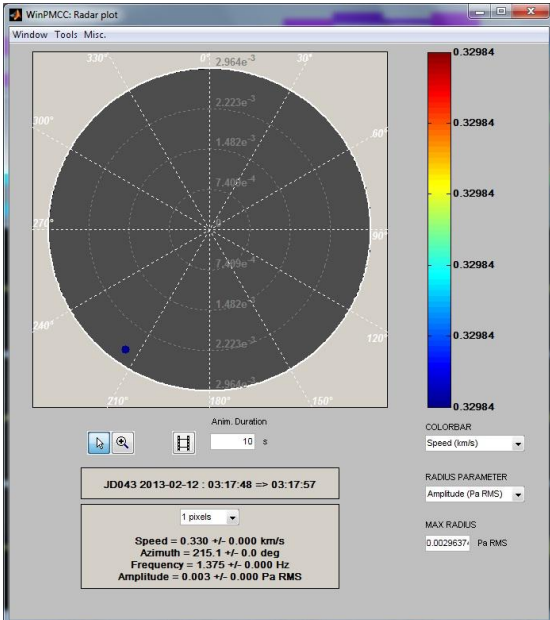 WinPMCC: Radar plot
Window Tools Misc.
330°
0°
30°
2.964e-3
2.223e-3
1.482e-3
7.409e-4
0
7.409e-4
1.482e-3
2.223e-3
2.964e-3
300°
60°
270°
90°
240°
120°
210°
180°
150°
0.32984
0.32984
0.32984
0.32984
0.32984
0.32984
Anim. Duration
10 s
COLORBAR
Speed (km/s)
JD043 2013-02-12 : 03:17:48 => 03:17:57
RADIUS PARAMETER
Amplitude (Pa RMS)
1 pixels
MAX RADIUS
0.00296374 Pa RMS
Speed = 0.330 +/- 0.000 km/s
Azimuth = 215.1 +/- 0.0 deg
Frequency = 1.375 +/- 0.000 Hz
Amplitude = 0.003 +/- 0.000 Pa RMS